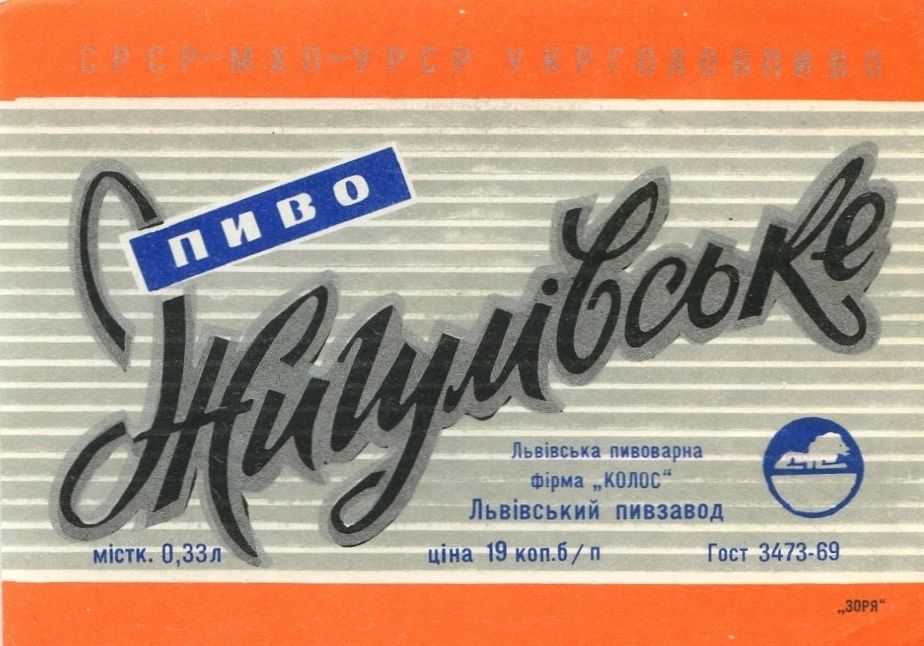 СРСР-МХП-УРСР УКРГОЛОВПИВО
ПИВО
Жигулівське
Львівська пивоварна
фірма „КОЛОС"
Львівський пивзавод
містк. 0,33л ціна 19 коп.б/п Гост 3473-69
„ЗОРЯ"